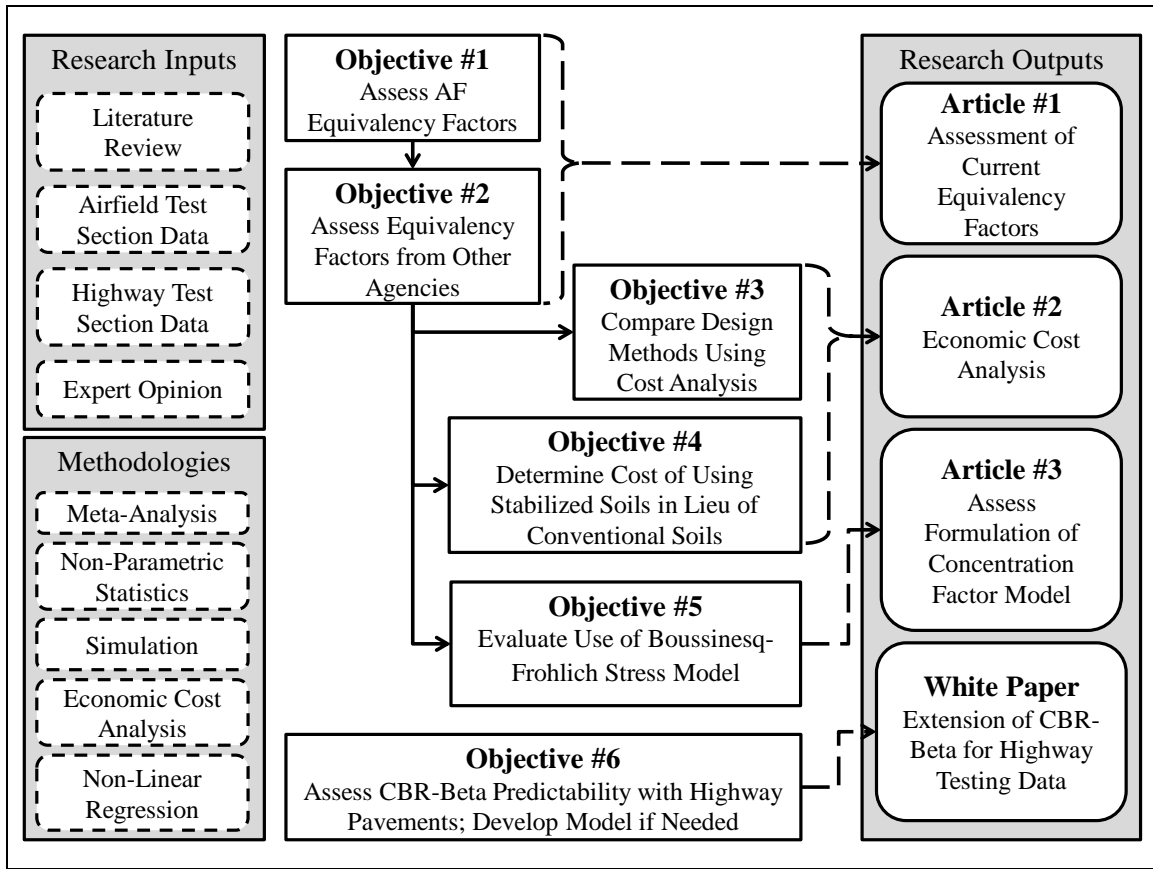 Research Inputs
Literature
Review
Airfield Test
Section Data
Highway Test
Section Data
Expert Opinion
Methodologies
Meta-Analysis
Non-Parametric
Statistics
Simulation
Economic Cost
Analysis
Non-Linear
Regression
Objective #1
Assess AF
Equivalency Factors
Objective #2
Assess Equivalency
Factors from Other
Agencies
Objective #3
Compare Design
Methods Using
Cost Analysis
Objective #4
Determine Cost of Using
Stabilized Soils in Lieu of
Conventional Soils
Objective #5
Evaluate Use of Boussinesq-
Frohlich Stress Model
Objective #6
Assess CBR-Beta Predictability with Highway
Pavements; Develop Model if Needed
Research Outputs
Article #1
Assessment of
Current
Equivalency
Factors
Article #2
Economic Cost
Analysis
Article #3
Assess
Formulation of
Concentration
Factor Model
White Paper
Extension of CBR-
Beta for Highway
Testing Data